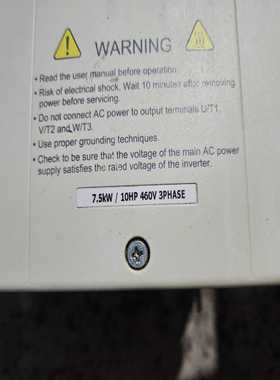 WARNING
• Read the user manual before operation.
• Risk of electrical shock. Wait 10 minutes after removing
power before servicing.
• Do not connect AC power to output terminals U/T1,
V/T2 and W/T3.
• Use proper grounding techniques.
• Check to be sure that the voltage of the main AC power
supply satisfies the rated voltage of the inverter.
7.5kW / 10HP 460V 3PHASE